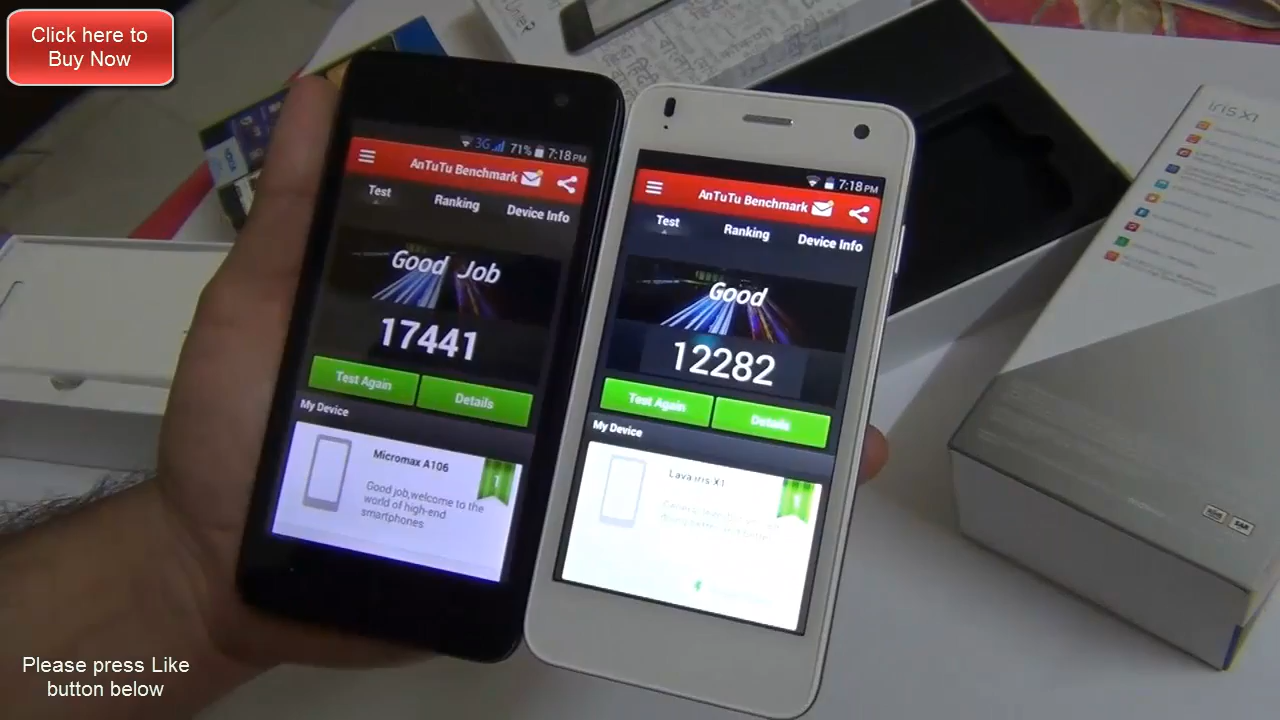 Click here to
Buy Now
3G 71% 7:18 PM
AnTuTu Benchmark
Test Ranking Device Info
Good Job
17441
Test Again Details
My Device
Micromax A106
1
Good job,welcome to the
world of high-end
smartphones
7:18 PM
AnTuTu Benchmark
Test Ranking Device Info
Good
12282
Test Again Details
My Device
Lava iris X1
1
iris X1
SAR
Please press Like
button below